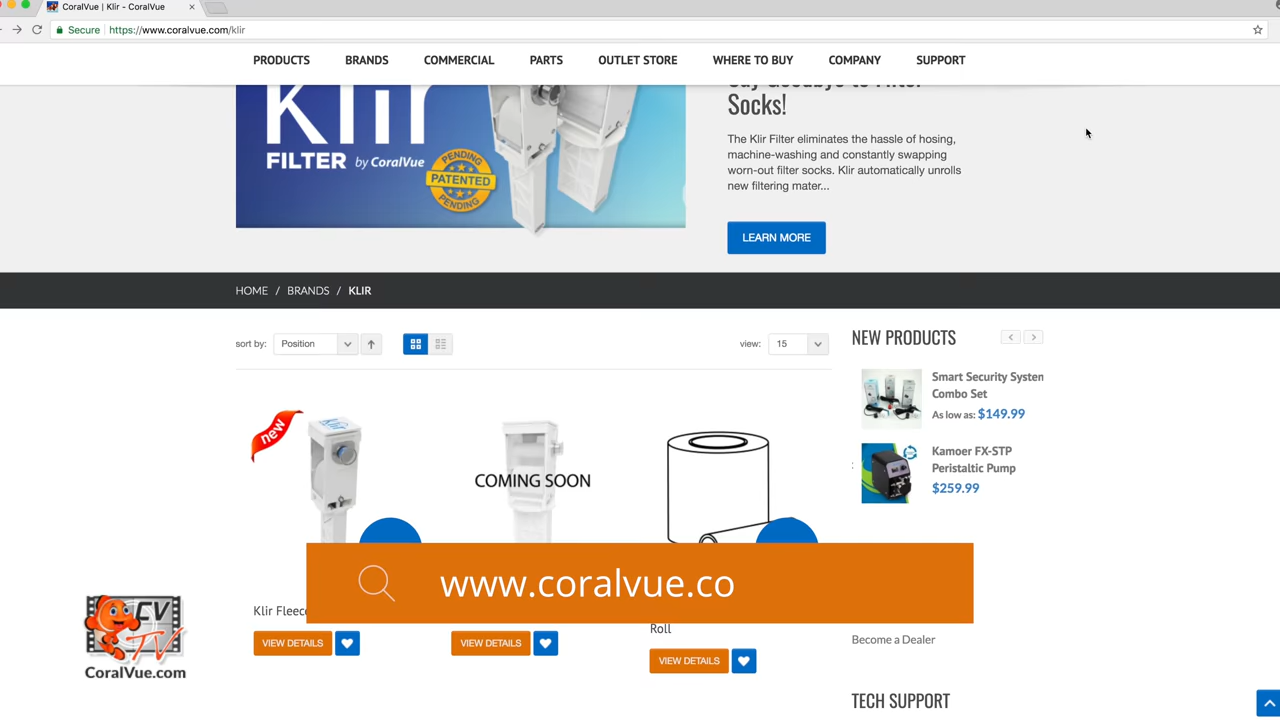 CoralVue | Klir - CoralVue
Secure
https://www.coralvue.com/klir
PRODUCTS
BRANDS
COMMERCIAL
PARTS
OUTLET STORE
WHERE TO BUY
COMPANY
SUPPORT
Klir
FILTER by CoralVue
PENDING
PATENTED
PENDING
Say Goodbye to Filter
Socks!
The Klir Filter eliminates the hassle of hosing,
machine-washing and constantly swapping
worn-out filter socks. Klir automatically unrolls
new filtering mater...
LEARN MORE
HOME / BRANDS / KLIR
sort by:
Position
view:
15
NEW PRODUCTS
Smart Security System
Combo Set
As low as: $149.99
Kamoer FX-STP
Peristaltic Pump
$259.99
new
Klir
COMING SOON
www.coralvue.co
Klir Fleece
Roll
VIEW DETAILS
VIEW DETAILS
VIEW DETAILS
Become a Dealer
TECH SUPPORT
CV
TV
CoralVue.com